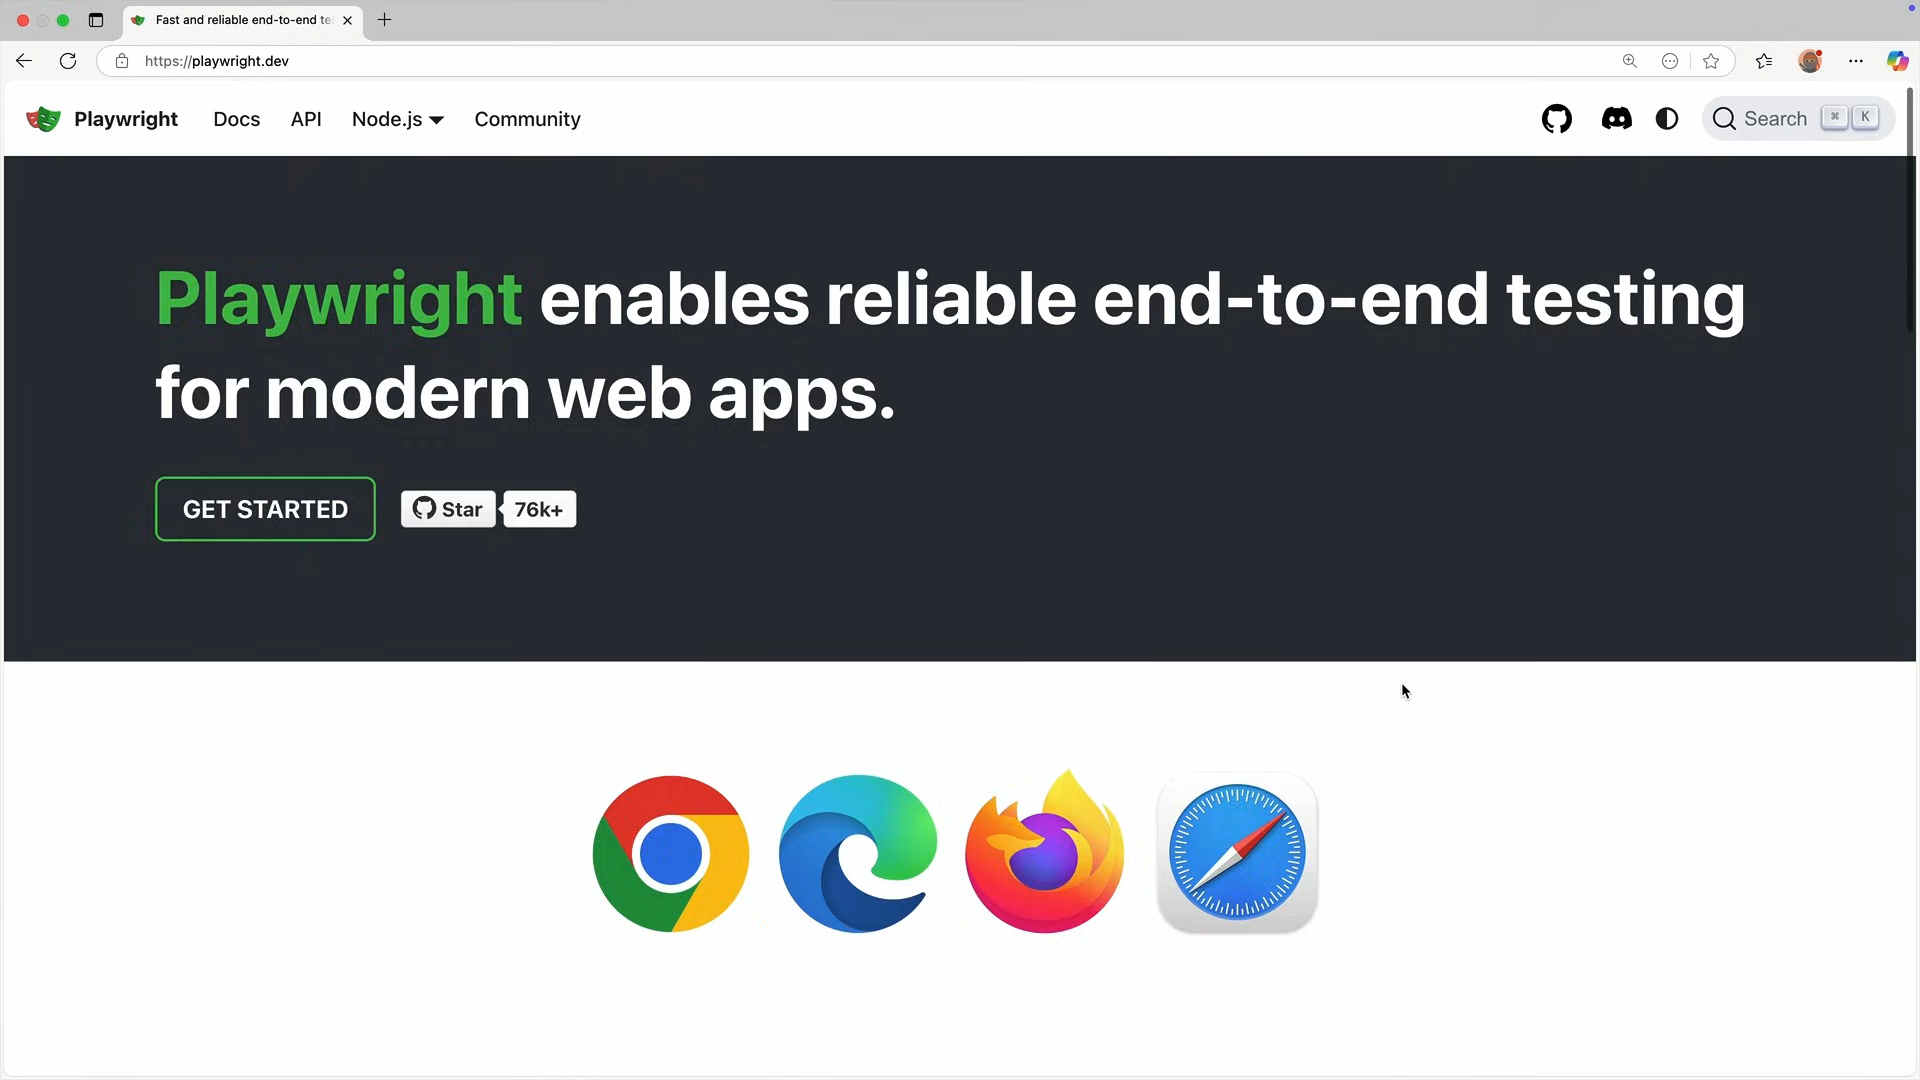 Fast and reliable end-to-end te
https://playwright.dev
Playwright
Docs
API
Node.js
Community
Search
⌘
K
Playwright enables reliable end-to-end testing
for modern web apps.
GET STARTED
Star
76k+